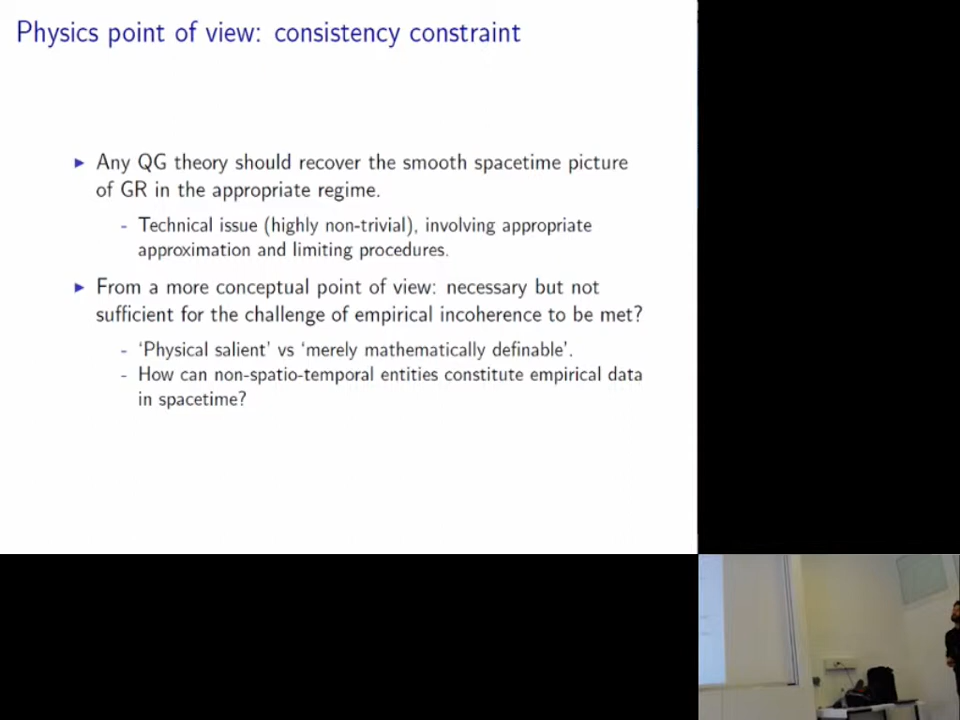 Physics point of view: consistency constraint
▶ Any QG theory should recover the smooth spacetime picture
of GR in the appropriate regime.
- Technical issue (highly non-trivial), involving appropriate
approximation and limiting procedures.
▶ From a more conceptual point of view: necessary but not
sufficient for the challenge of empirical incoherence to be met?
- ‘Physical salient’ vs ‘merely mathematically definable’.
- How can non-spatio-temporal entities constitute empirical data
in spacetime?